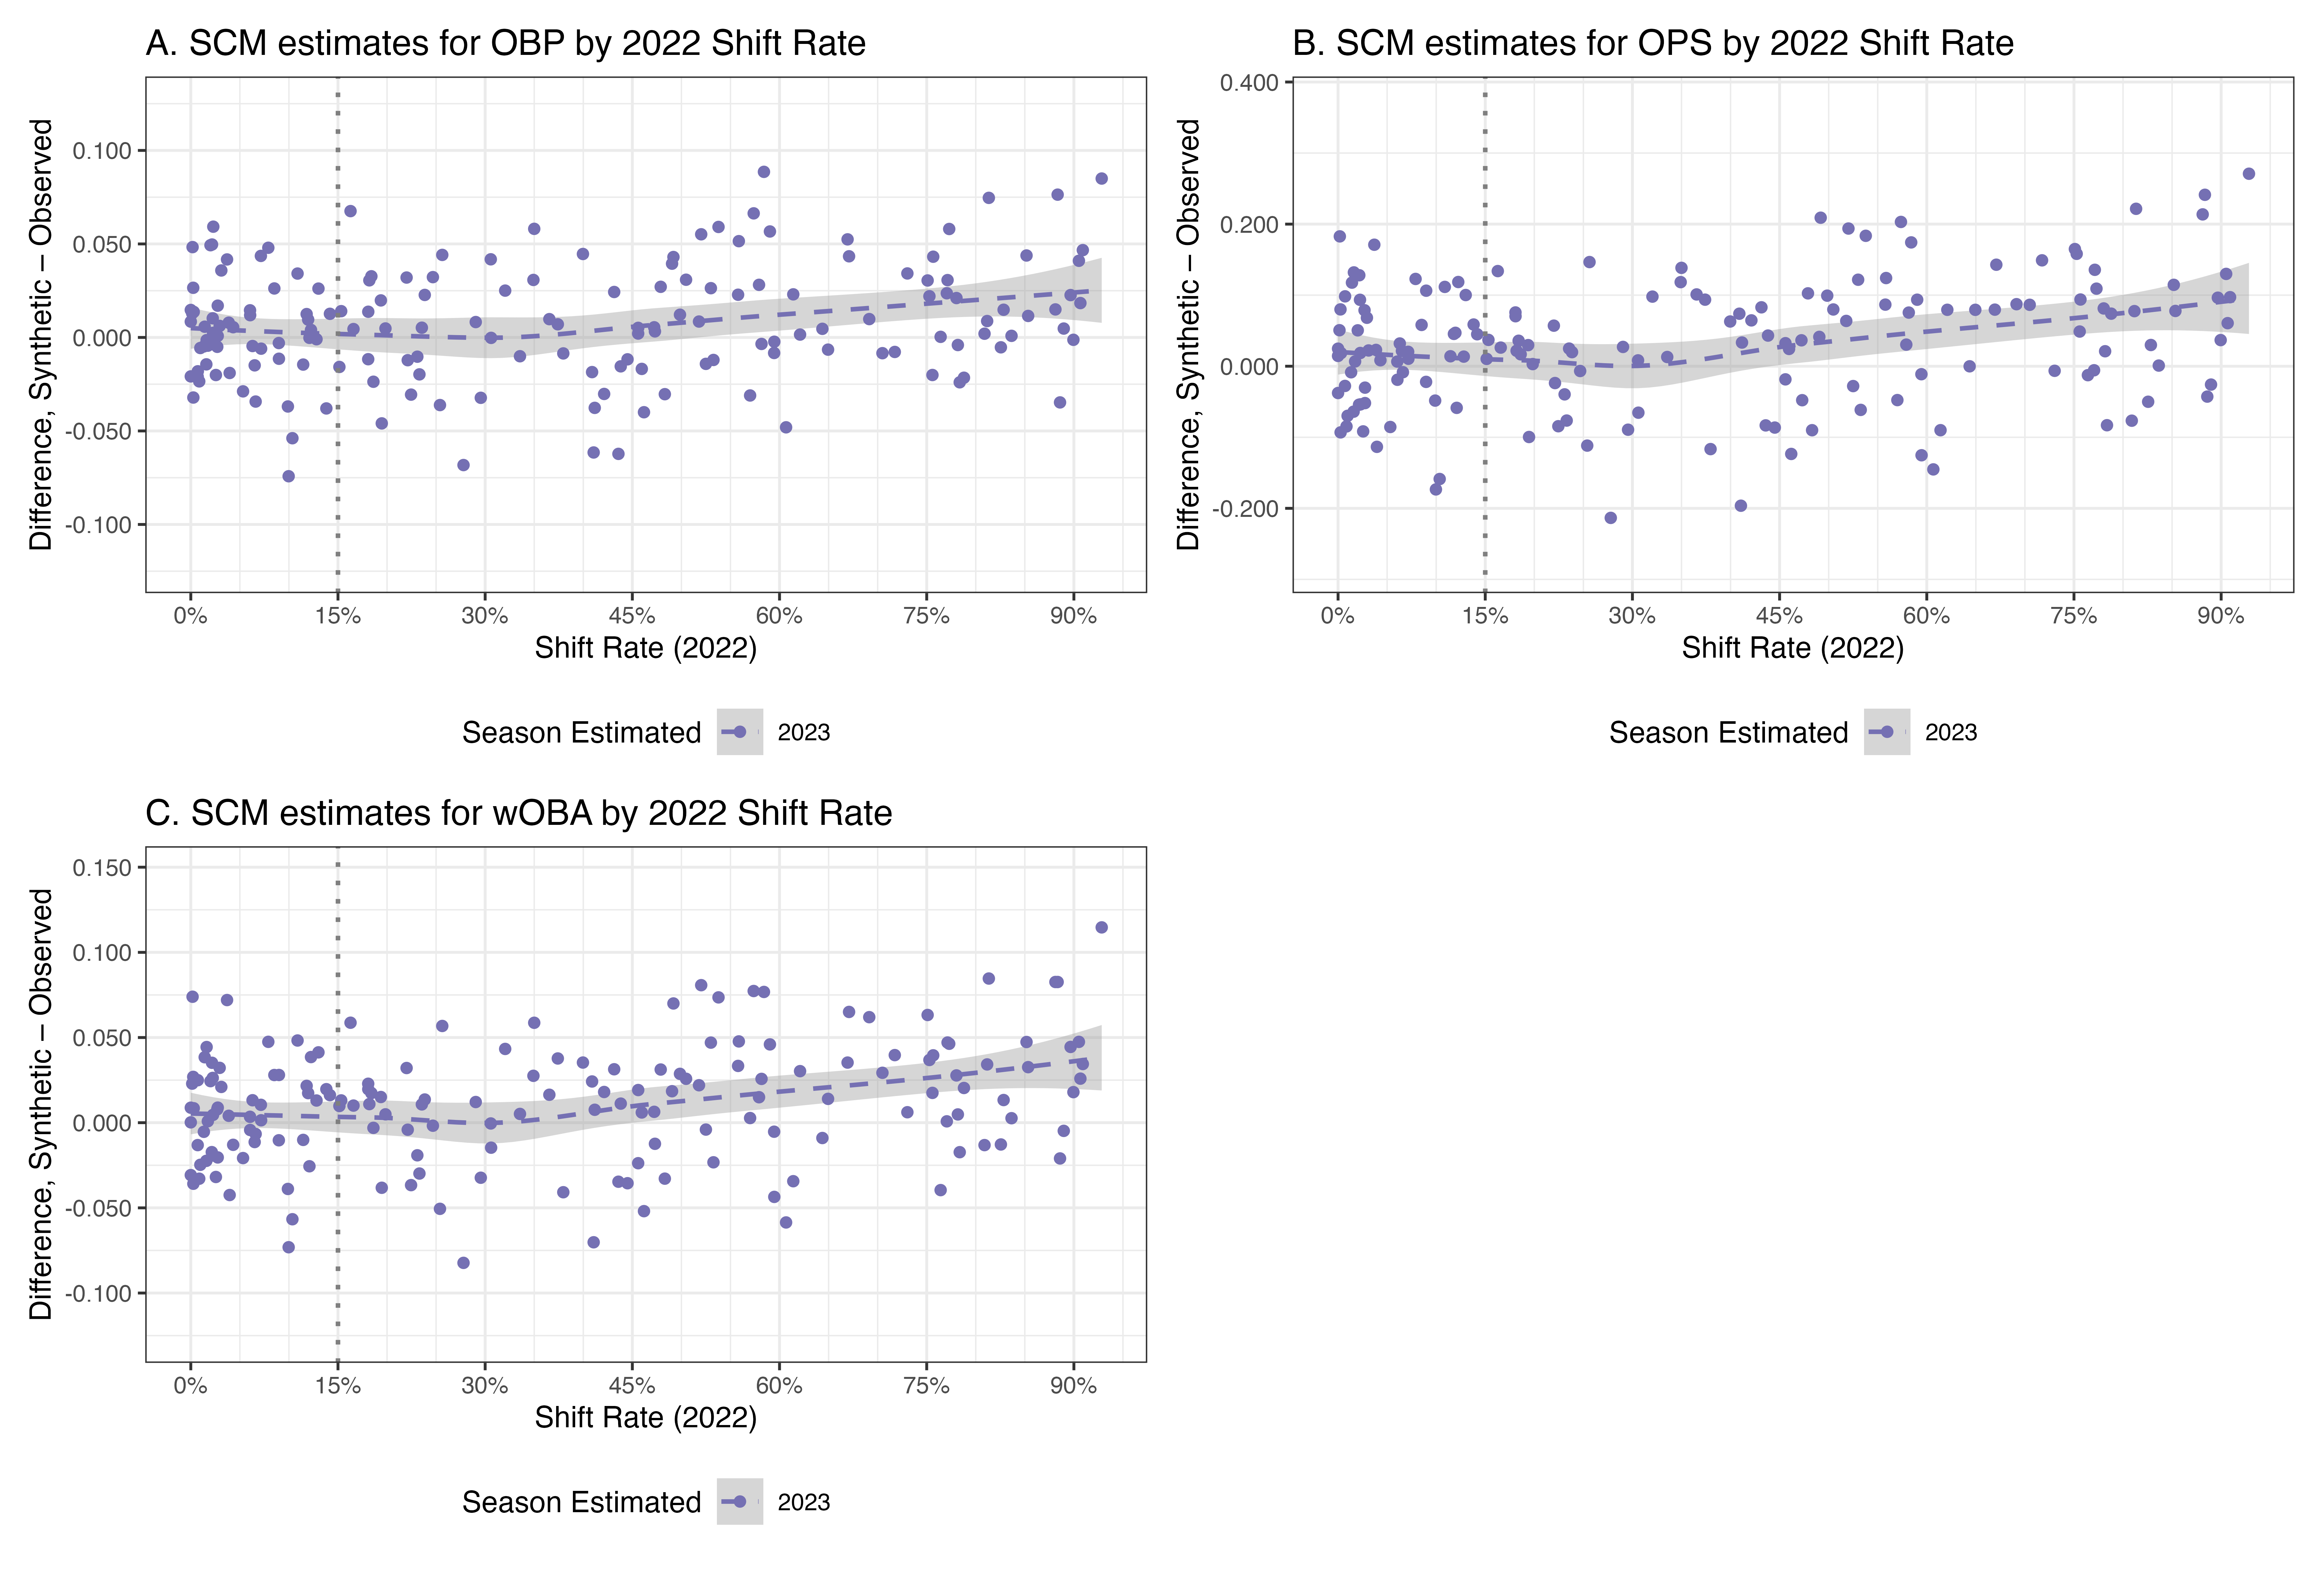 A. SCM estimates for OBP by 2022 Shift Rate
Difference, Synthetic – Observed
0.100
0.050
0.000
-0.050
-0.100
0% 15% 30% 45% 60% 75% 90%
Shift Rate (2022)
Season Estimated 2023
B. SCM estimates for OPS by 2022 Shift Rate
Difference, Synthetic – Observed
0.400
0.200
0.000
-0.200
0% 15% 30% 45% 60% 75% 90%
Shift Rate (2022)
Season Estimated 2023
C. SCM estimates for wOBA by 2022 Shift Rate
Difference, Synthetic – Observed
0.150
0.100
0.050
0.000
-0.050
-0.100
0% 15% 30% 45% 60% 75% 90%
Shift Rate (2022)
Season Estimated 2023